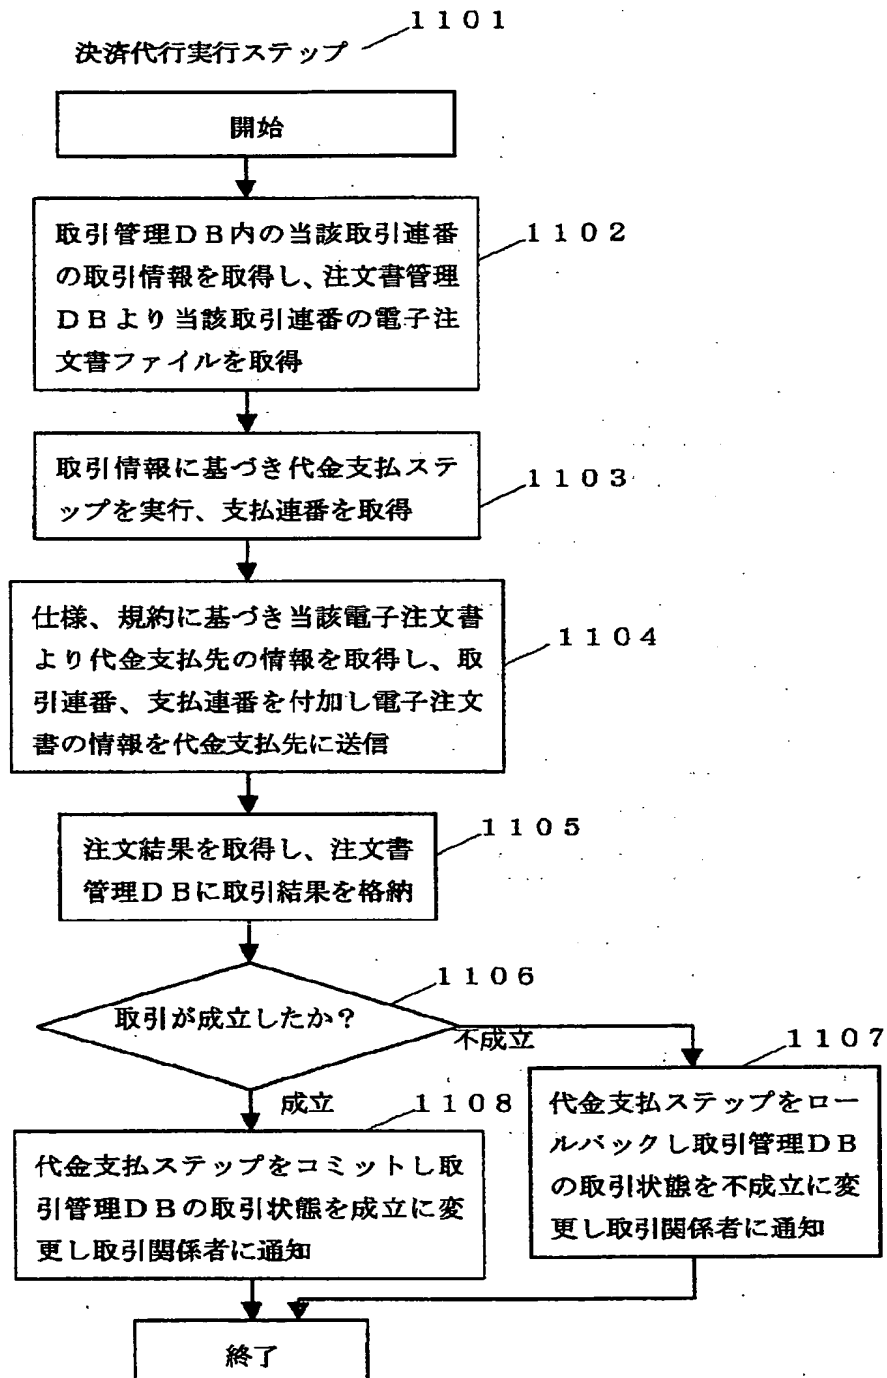 １１０１
決済代行実行ステップ
開始
取引管理ＤＢ内の当該取引連番
の取引情報を取得し、注文書管理
ＤＢより当該取引連番の電子注
文書ファイルを取得
１１０２
取引情報に基づき代金支払ステ
ップを実行、支払連番を取得
１１０３
仕様、規約に基づき当該電子注文書
より代金支払先の情報を取得し、取
引連番、支払連番を付加し電子注文
書の情報を代金支払先に送信
１１０４
注文結果を取得し、注文書
管理ＤＢに取引結果を格納
１１０５
取引が成立したか？
１１０６
不成立
成立
１１０７
代金支払ステップをロー
ルバックし取引管理ＤＢ
の取引状態を不成立に変
更し取引関係者に通知
１１０８
代金支払ステップをコミットし取
引管理ＤＢの取引状態を成立に変
更し取引関係者に通知
終了